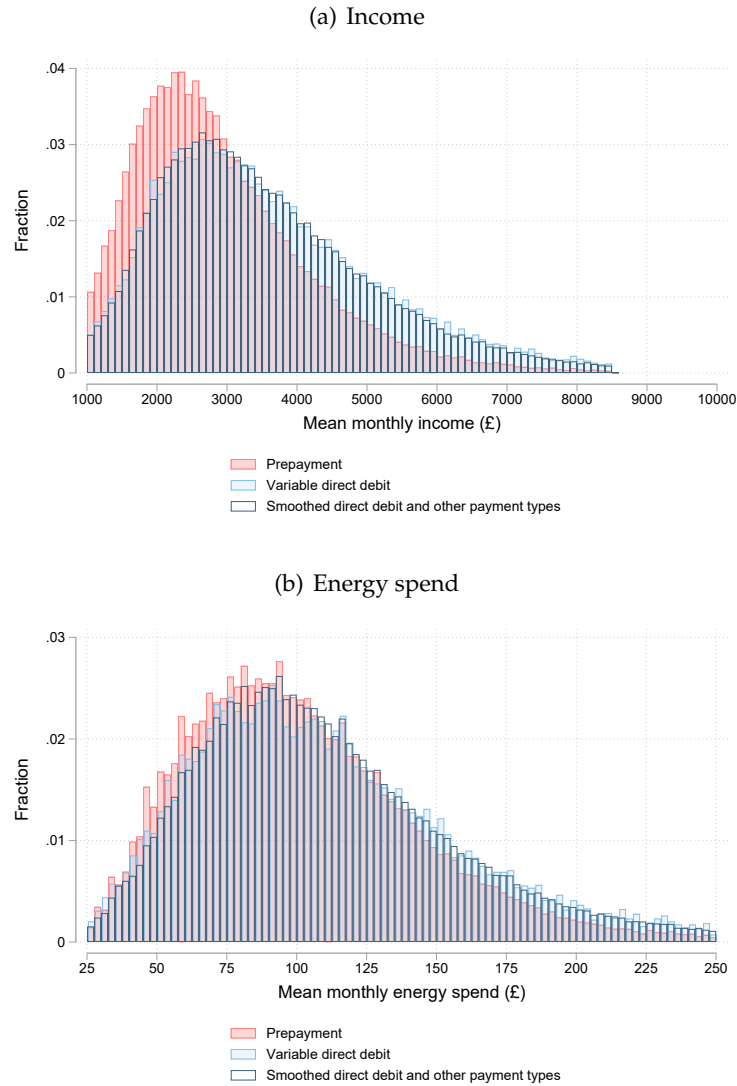 (a) Income
.04
.03
.02
.01
0
Fraction
1000 2000 3000 4000 5000 6000 7000 8000 9000 10000
Mean monthly income (£)
Prepayment
Variable direct debit
Smoothed direct debit and other payment types
(b) Energy spend
.03
.02
.01
0
Fraction
25 50 75 100 125 150 175 200 225 250
Mean monthly energy spend (£)
Prepayment
Variable direct debit
Smoothed direct debit and other payment types